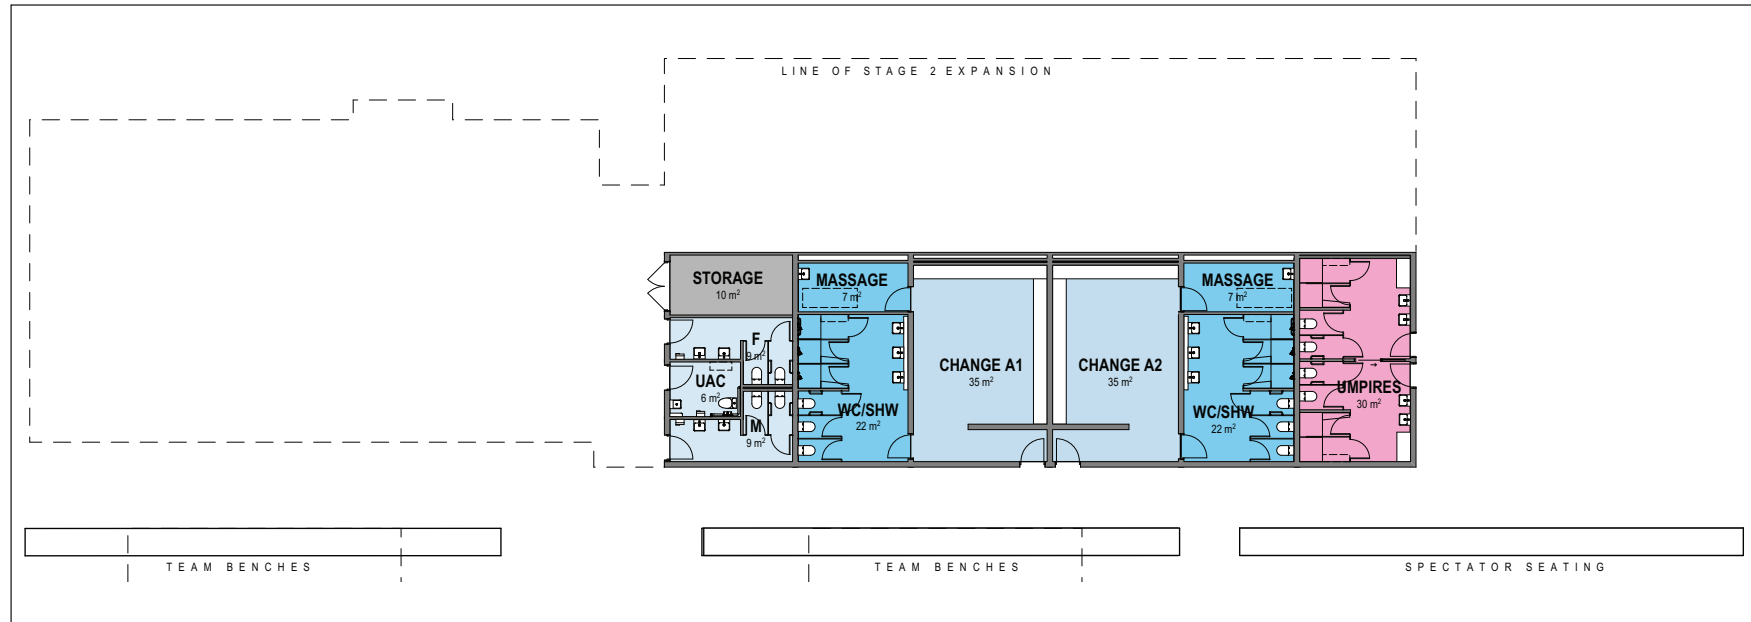 LINE OF STAGE 2 EXPANSION
STORAGE
10 m²
MASSAGE
7 m²
MASSAGE
7 m²
F
9 m²
UAC
6 m²
M
9 m²
WC/SHW
22 m²
CHANGE A1
35 m²
CHANGE A2
35 m²
WC/SHW
22 m²
UMPIRES
30 m²
TEAM BENCHES
TEAM BENCHES
SPECTATOR SEATING